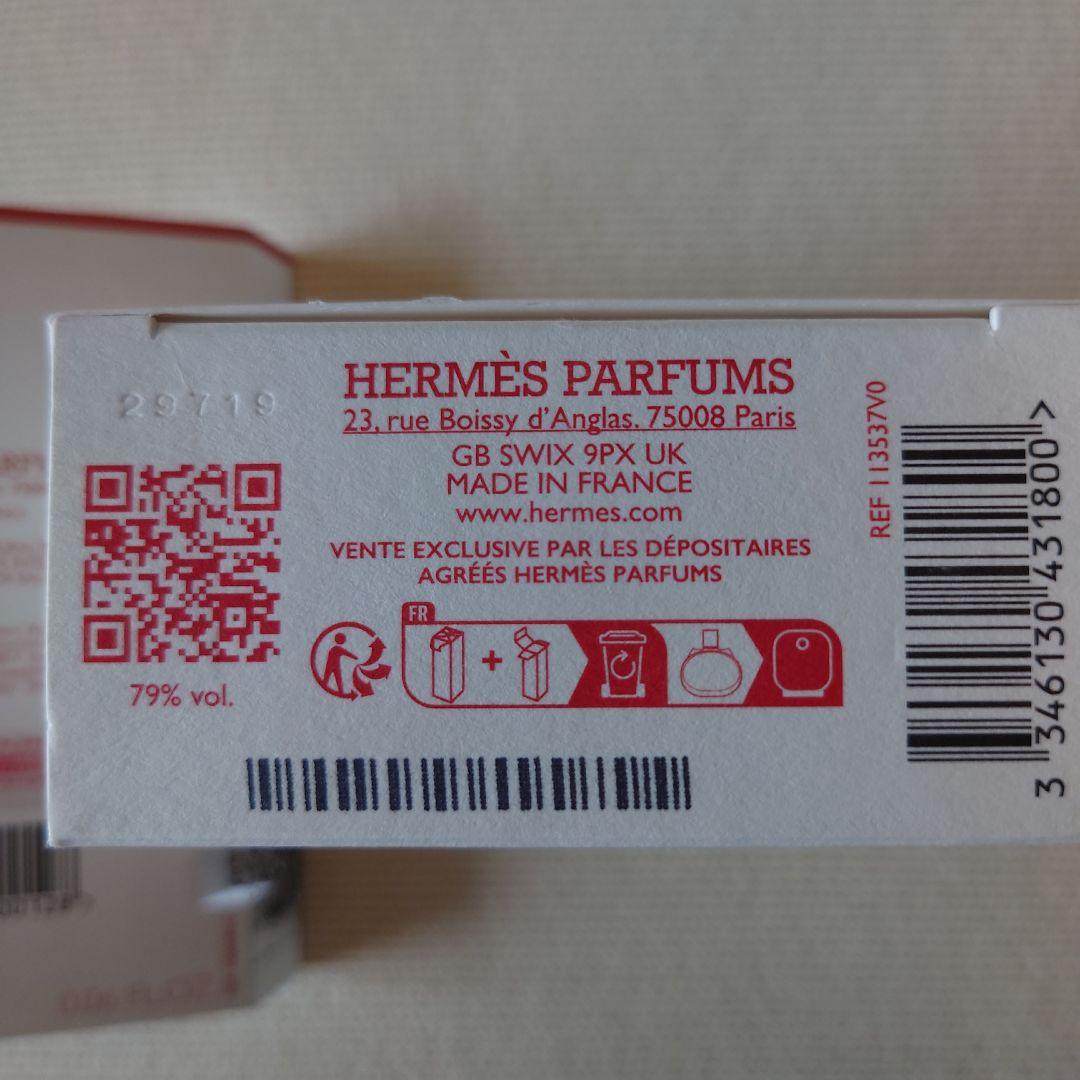 29719
HERMÈS PARFUMS
23, rue Boissy d'Anglas. 75008 Paris
GB SWIX 9PX UK
MADE IN FRANCE
www.hermes.com
VENTE EXCLUSIVE PAR LES DÉPOSITAIRES
AGRÉÉS HERMÈS PARFUMS
79% vol.
FR
+
REF 113537V0
3 346130 431800 >